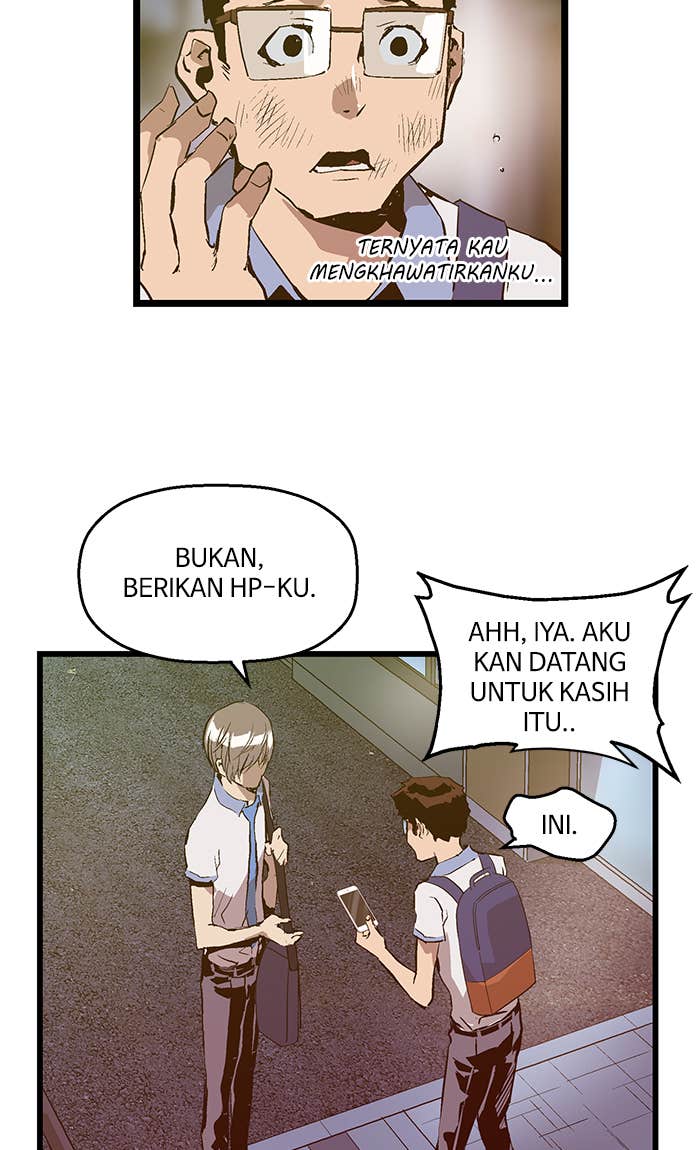 TERNYATA KAU
MENGKHAWATIRKANKU...
BUKAN,
BERIKAN HP-KU.
AHH, IYA. AKU
KAN DATANG
UNTUK KASIH
ITU..
INI.